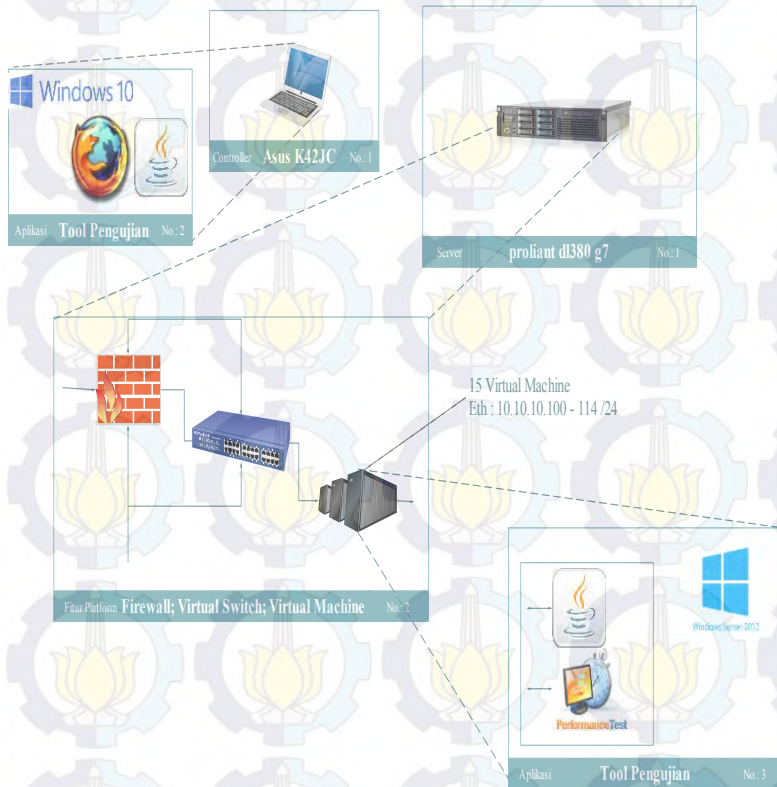 Windows 10
Controller Asus K42JC No.: 1
Aplikasi Tool Pengujian No.: 2
Server proliant dl380 g7 No.: 1
15 Virtual Machine
Eth : 10.10.10.100 - 114 /24
Fitur Platform Firewall; Virtual Switch; Virtual Machine No.: 2
Windows Server 2012
PerformanceTest
Aplikasi Tool Pengujian No.: 3